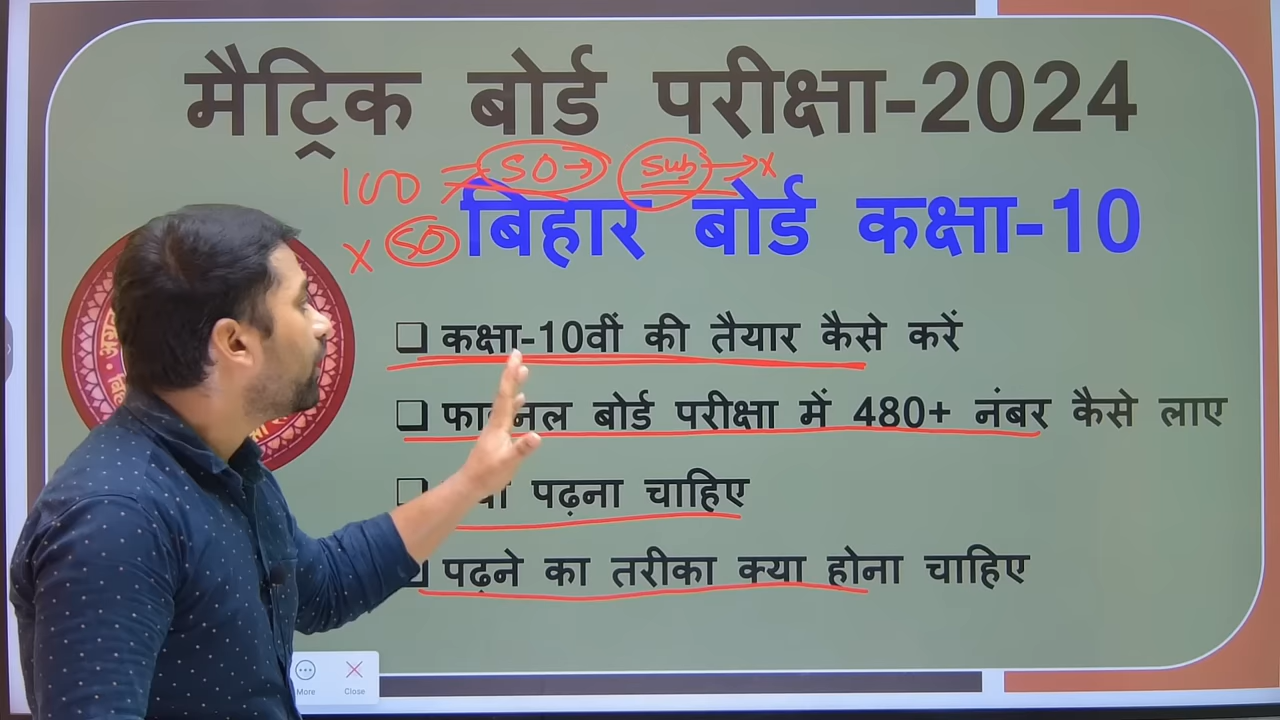 मैट्रिक बोर्ड परीक्षा-2024
100 50 → Sub → x
x 50
बिहार बोर्ड कक्षा-10
❑ कक्षा-10वीं की तैयार कैसे करें
❑ फाइनल बोर्ड परीक्षा में 480+ नंबर कैसे लाए
❑ पढ़ना चाहिए
❑ पढ़ने का तरीका क्या होना चाहिए
More Close